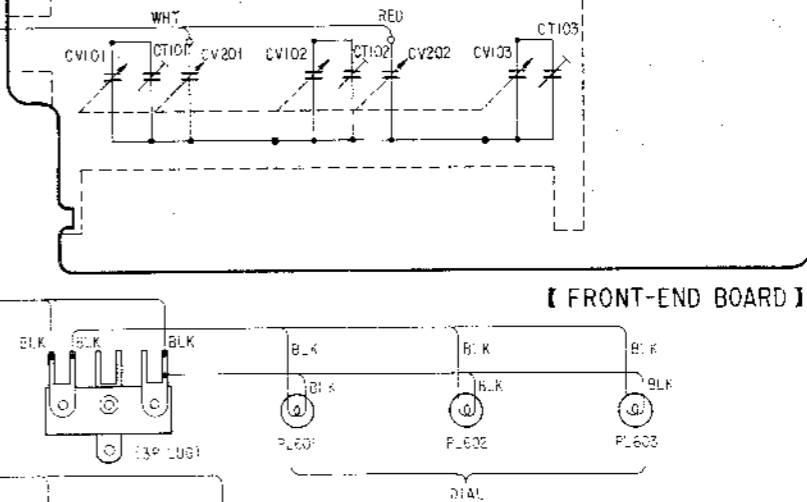 WHT RED
CV101 CT101 CV201 CV102 CT102 CV202 CV103 CT103
【 FRONT-END BOARD 】
BLK BLK BLK BLK BLK BLK
BLK BLK BLK
(3P LUG) PL601 PL602 PL603
DIAL